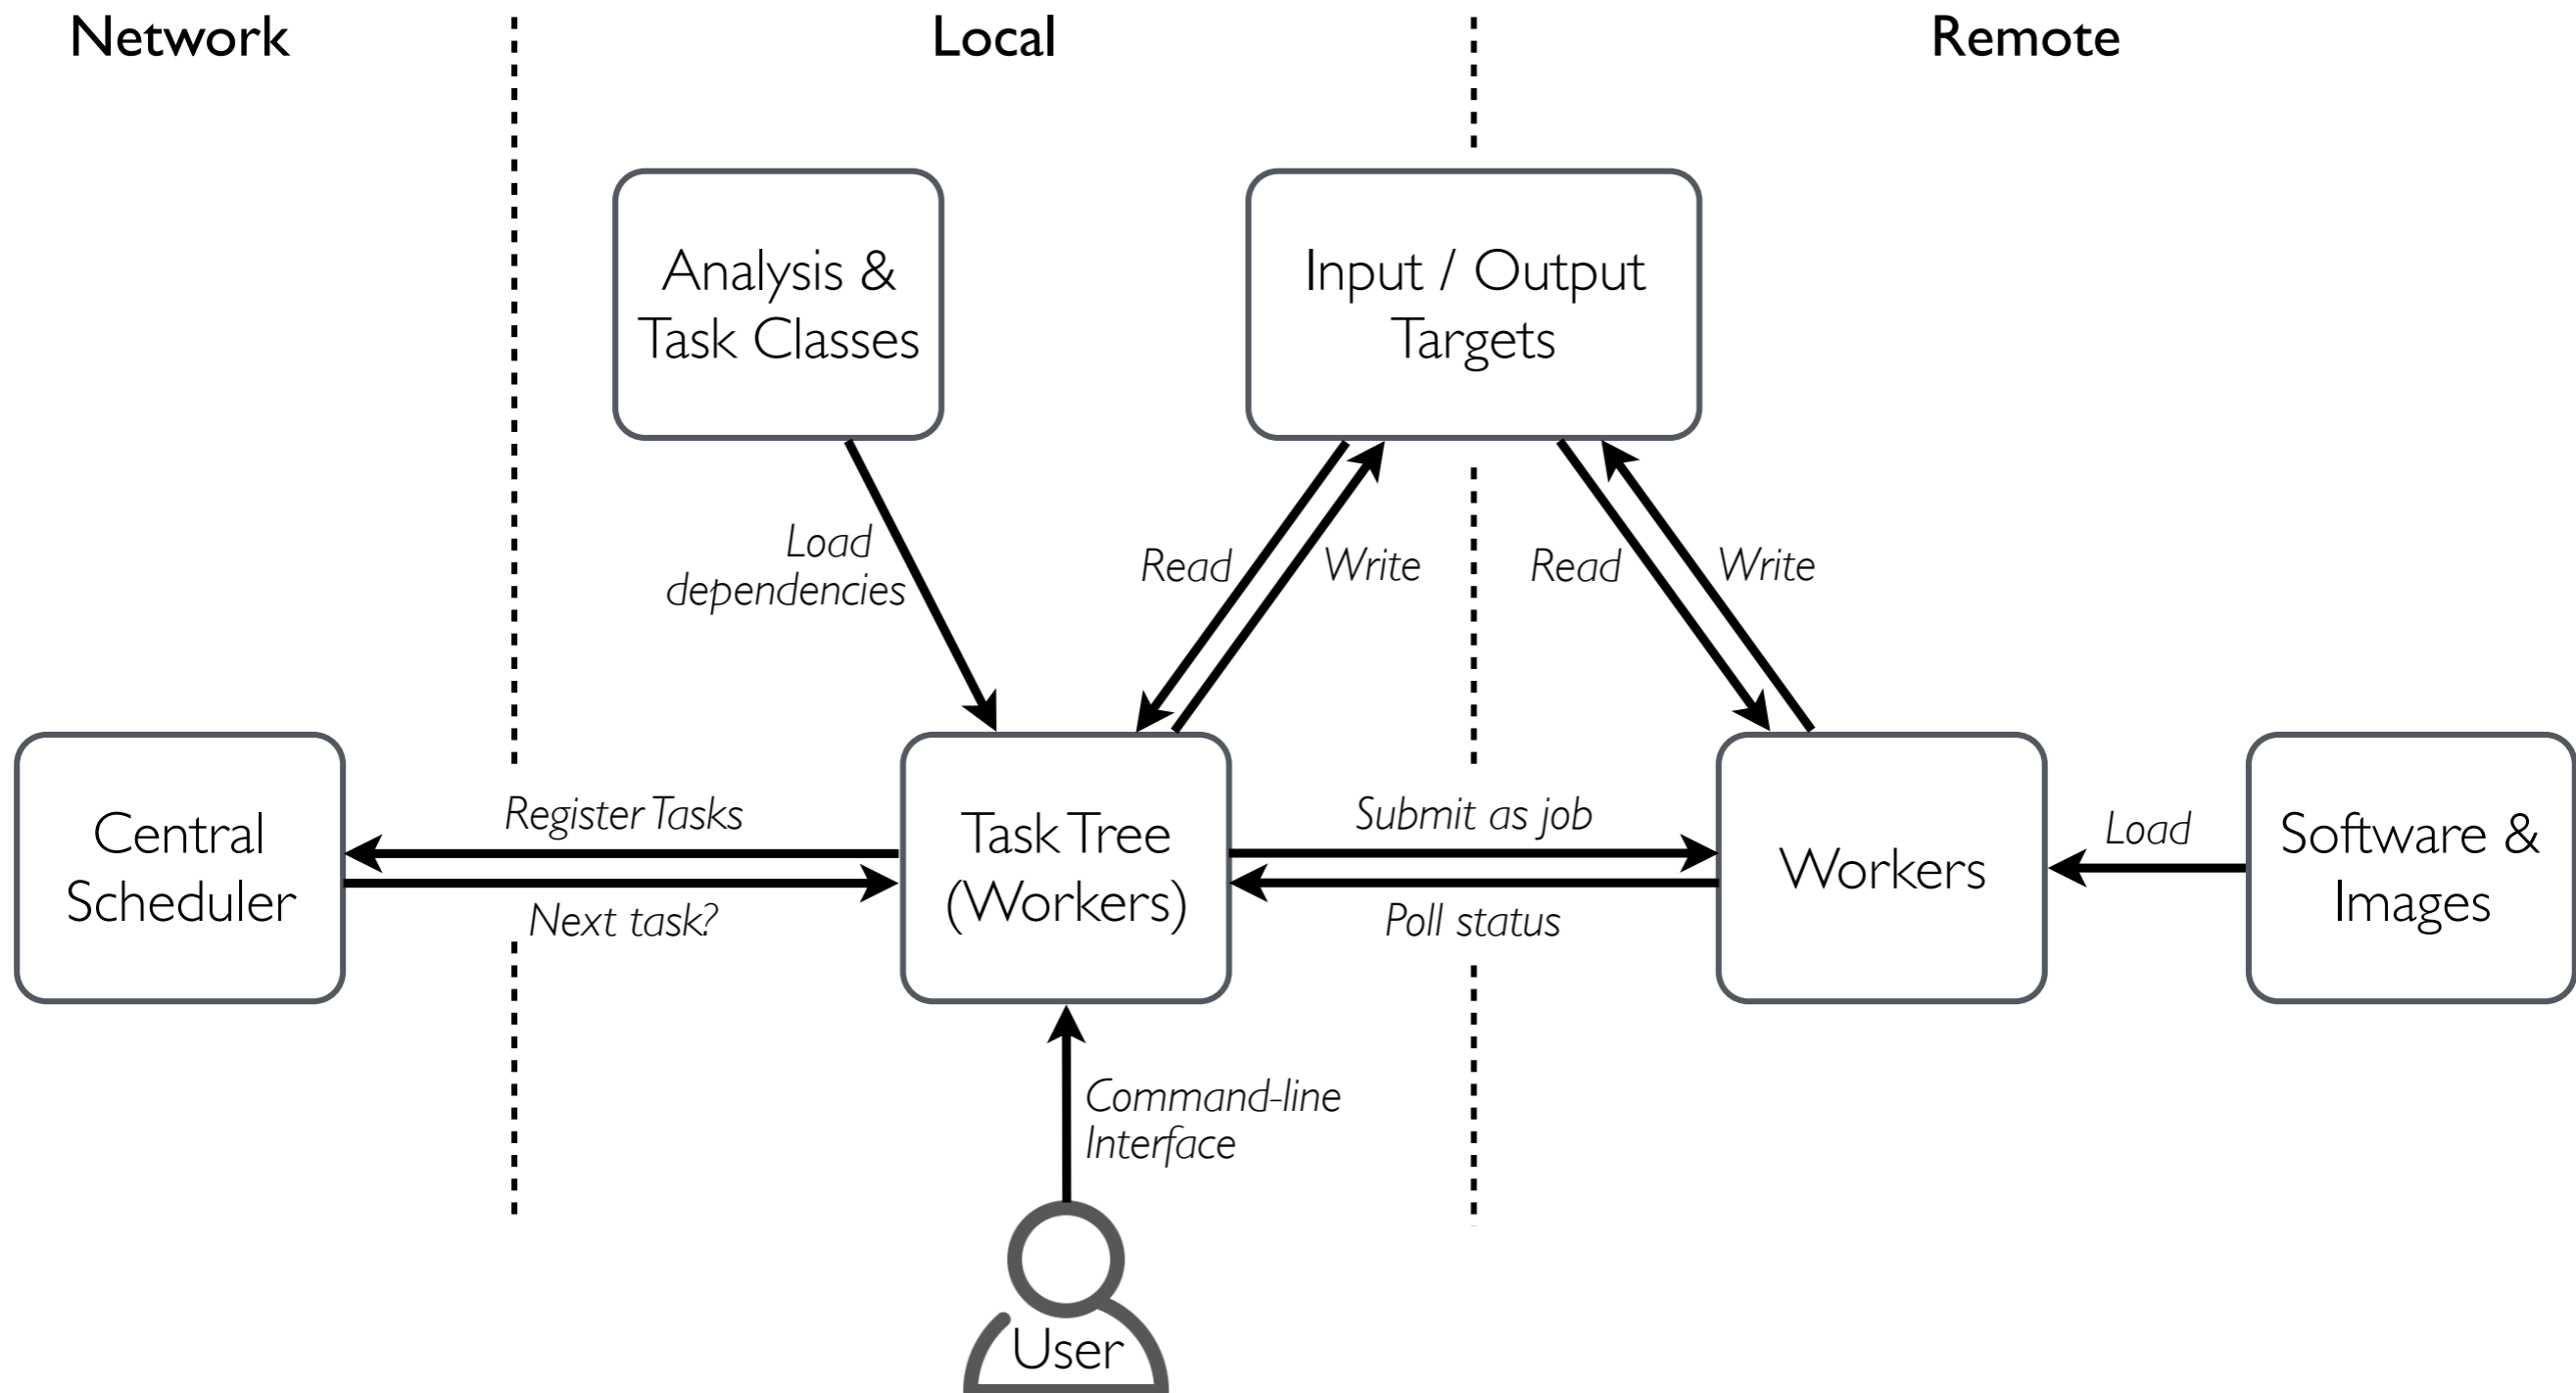 Network
Local
Remote
Analysis &
Task Classes
Input / Output
Targets
Load
dependencies
Read
Write
Read
Write
Central
Scheduler
Register Tasks
Next task?
Task Tree
(Workers)
Submit as job
Poll status
Workers
Load
Software &
Images
Command-line
Interface
User